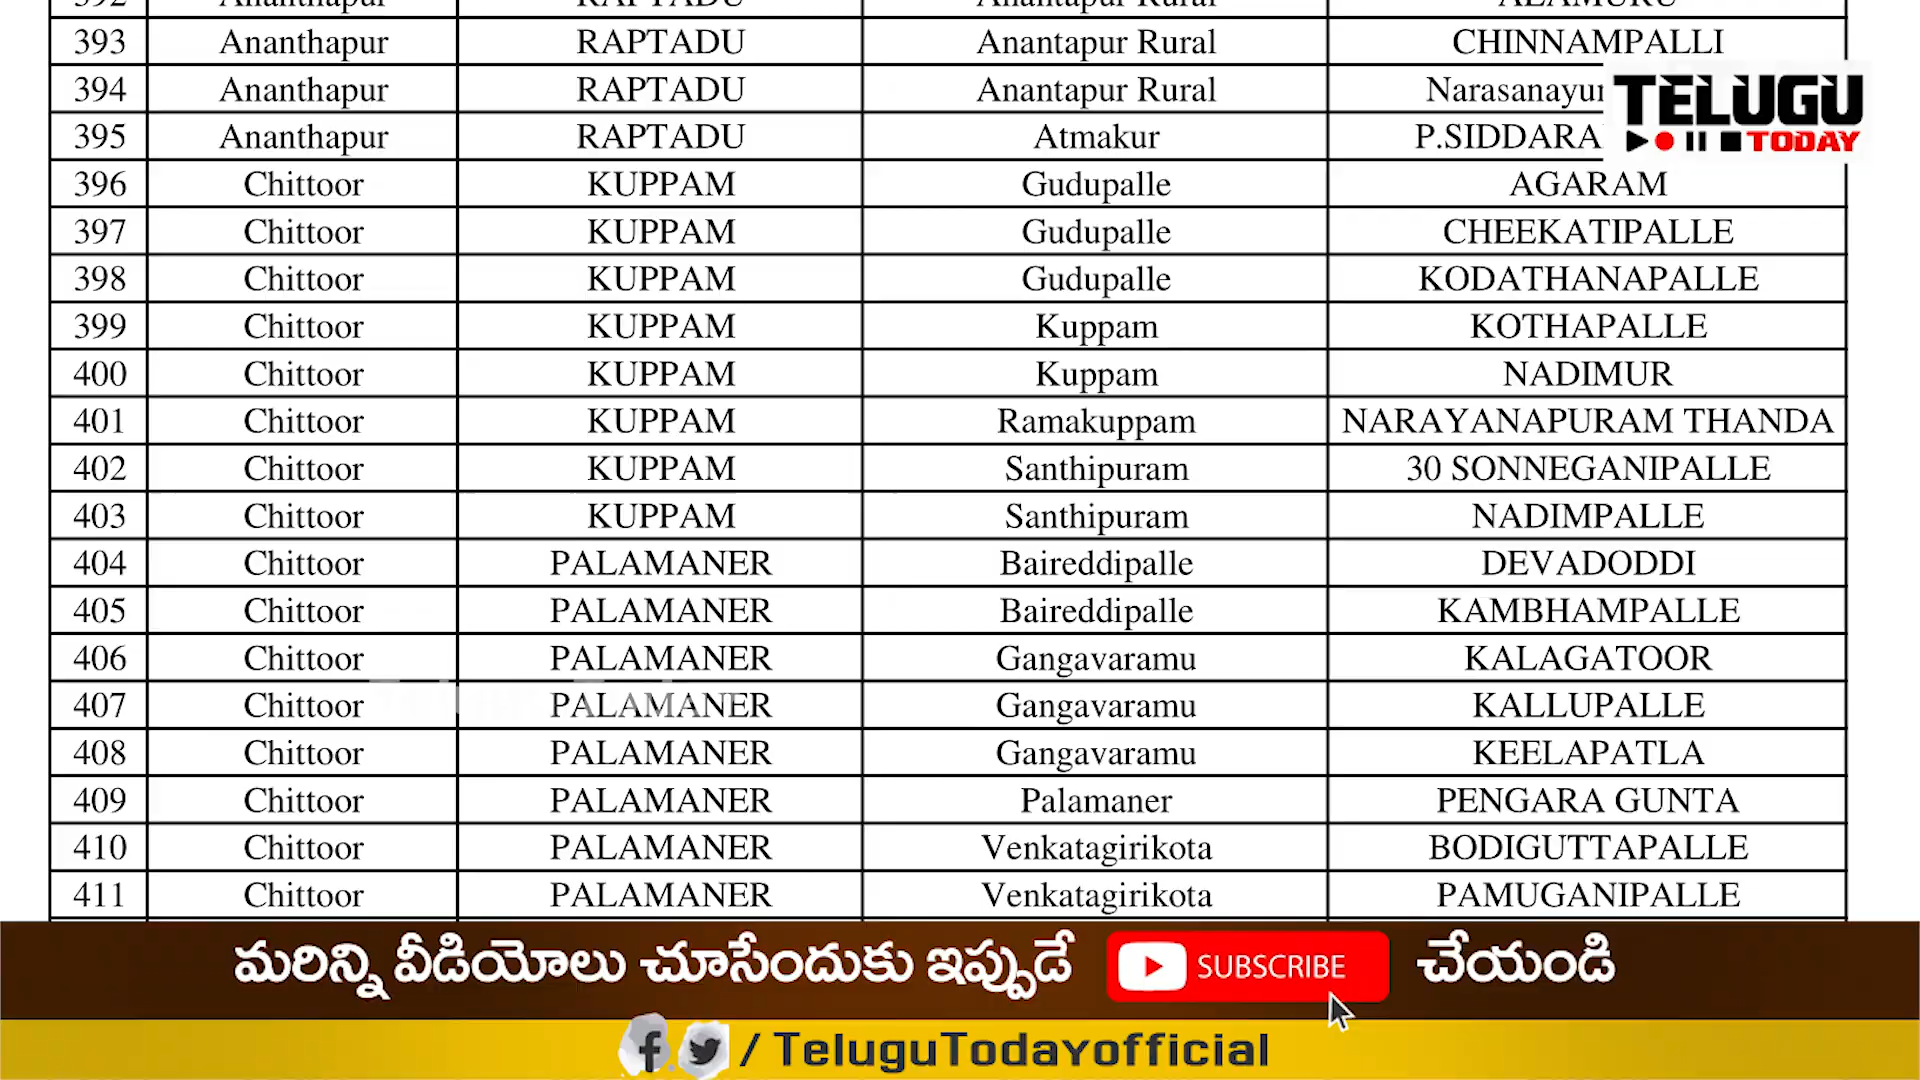 392 Ananthapur RAPTADU Anantapur Rural ALAMURU
393 Ananthapur RAPTADU Anantapur Rural CHINNAMPALLI
394 Ananthapur RAPTADU Anantapur Rural
395 Ananthapur RAPTADU Atmakur
TELUGU
TODAY
396 Chittoor KUPPAM Gudupalle AGARAM
397 Chittoor KUPPAM Gudupalle CHEEKATIPALLE
398 Chittoor KUPPAM Gudupalle KODATHANAPALLE
399 Chittoor KUPPAM Kuppam KOTHAPALLE
400 Chittoor KUPPAM Kuppam NADIMUR
401 Chittoor KUPPAM Ramakuppam NARAYANAPURAM THANDA
402 Chittoor KUPPAM Santhipuram 30 SONNEGANIPALLE
403 Chittoor KUPPAM Santhipuram NADIMPALLE
404 Chittoor PALAMANER Baireddipalle DEVADODDI
405 Chittoor PALAMANER Baireddipalle KAMBHAMPALLE
406 Chittoor PALAMANER Gangavaramu KALAGATOOR
407 Chittoor PALAMANER Gangavaramu KALLUPALLE
408 Chittoor PALAMANER Gangavaramu KEELAPATLA
409 Chittoor PALAMANER Palamaner PENGARA GUNTA
410 Chittoor PALAMANER Venkatagirikota BODIGUTTAPALLE
411 Chittoor PALAMANER Venkatagirikota PAMUGANIPALLE
మరిన్ని వీడియోలు చూసేందుకు ఇప్పుడే SUBSCRIBE చేయండి
/ TeluguTodayofficial